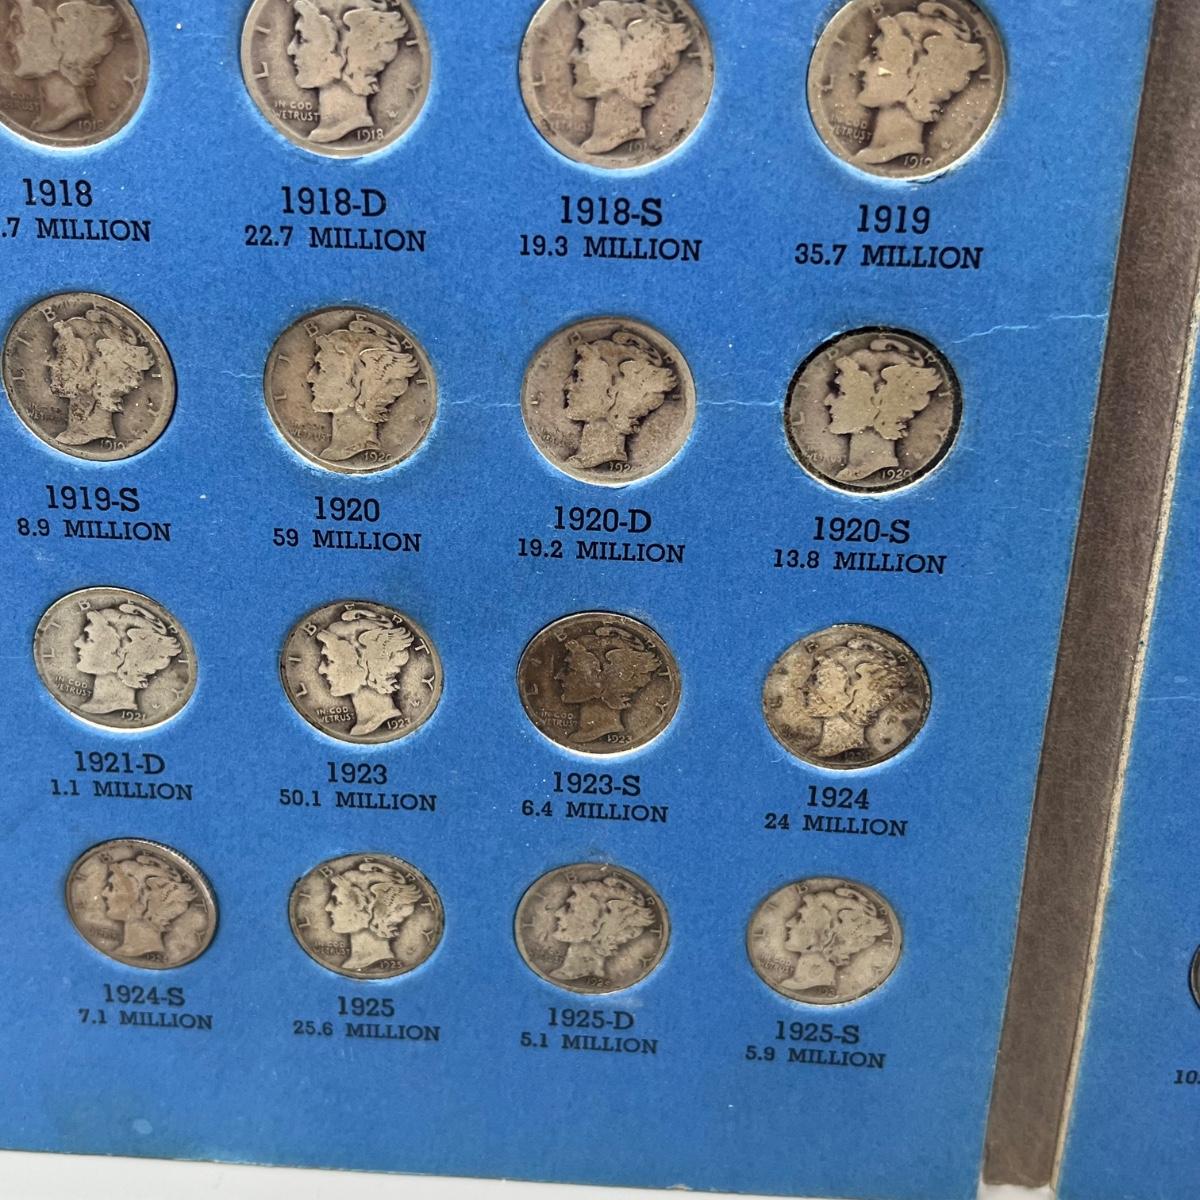 1918 1918-D 1918-S 1919
.7 MILLION 22.7 MILLION 19.3 MILLION 35.7 MILLION
1919-S 1920 1920-D 1920-S
8.9 MILLION 59 MILLION 19.2 MILLION 13.8 MILLION
1921-D 1923 1923-S 1924
1.1 MILLION 50.1 MILLION 6.4 MILLION 24 MILLION
1924-S 1925 1925-D 1925-S
7.1 MILLION 25.6 MILLION 5.1 MILLION 5.9 MILLION
10.